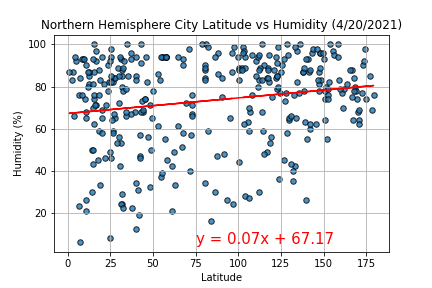 Northern Hemisphere City Latitude vs Humidity (4/20/2021)
100
80
60
40
20
Humidity (%)
y = 0.07x + 67.17
0 25 50 75 100 125 150 175
Latitude